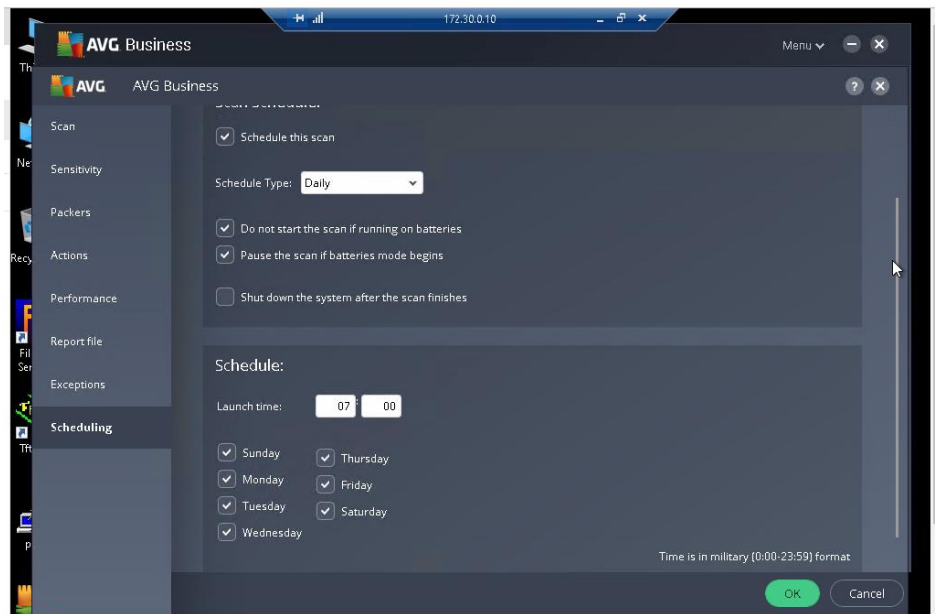 172.30.0.10
AVG Business
Menu
AVG
AVG Business
?
Scan
Sensitivity
Packers
Actions
Performance
Report file
Exceptions
Scheduling
Scan Schedule:
Schedule this scan
Schedule Type: Daily
Do not start the scan if running on batteries
Pause the scan if batteries mode begins
Shut down the system after the scan finishes
Schedule:
Launch time: 07 : 00
Sunday
Monday
Tuesday
Wednesday
Thursday
Friday
Saturday
Time is in military [0:00-23:59] format
OK
Cancel